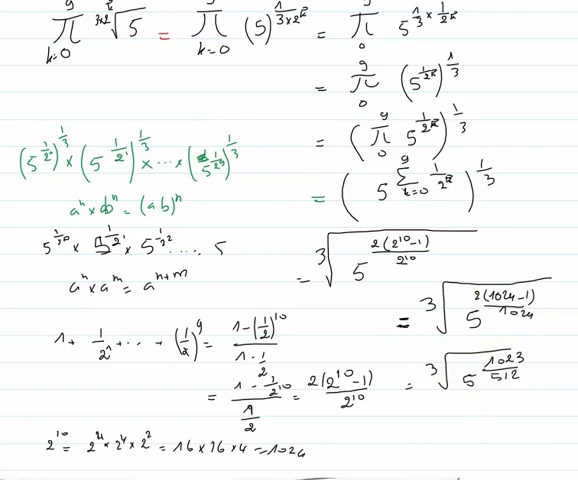 9 ∏ k=0 3×2^k √5 = ∏ k=0 (5)^(1/3×2^k) = ∏ 0 5^(1/3 × 1/2^k)
= 9 ∏ 0 (5^(1/2^k))^(1/3)
(5^(1/2^0))^(1/3) × (5^(1/2^1))^(1/3) × ... × (5^(1/2^9))^(1/3) = (9 ∏ 0 5^(1/2^k))^(1/3)
a^n × b^n = (ab)^n = (5^(9 ∑ k=0 1/2^k))^(1/3)
5^(1/2^0) × 5^(1/2^1) × 5^(1/2^2) .... 5
a^n × a^m = a^(n+m) = ³√5^(2(2^10-1)/2^10)
= ³√5^(2(1024-1)/1024)
1 + 1/2^1 + ... + (1/2)^9 = (1-(1/2)^10)/(1-1/2)
= (1-1/2^10)/(1/2) = 2(2^10-1)/2^10 = ³√5^(1023/512)
2^10 = 2^4 × 2^4 × 2^2 = 16 × 16 × 4 = 1024